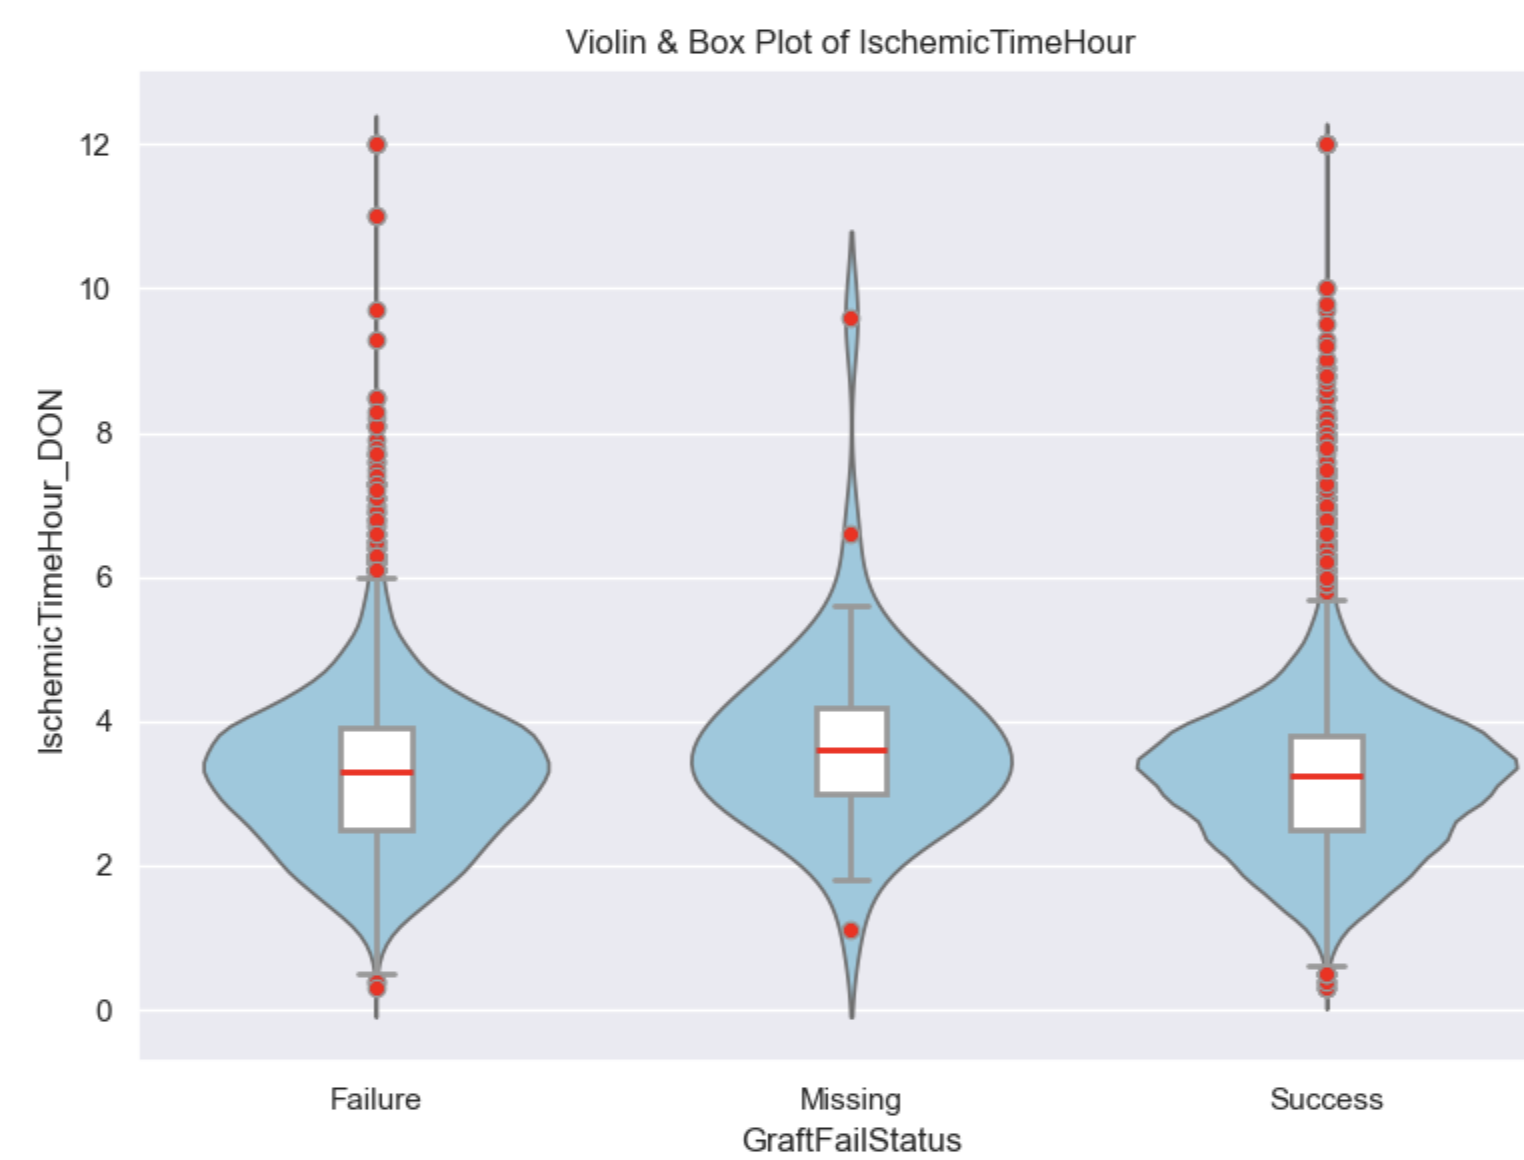 Violin & Box Plot of IschemicTimeHour
IschemicTimeHour_DON
12
10
8
6
4
2
0
Failure
Missing
Success
GraftFailStatus